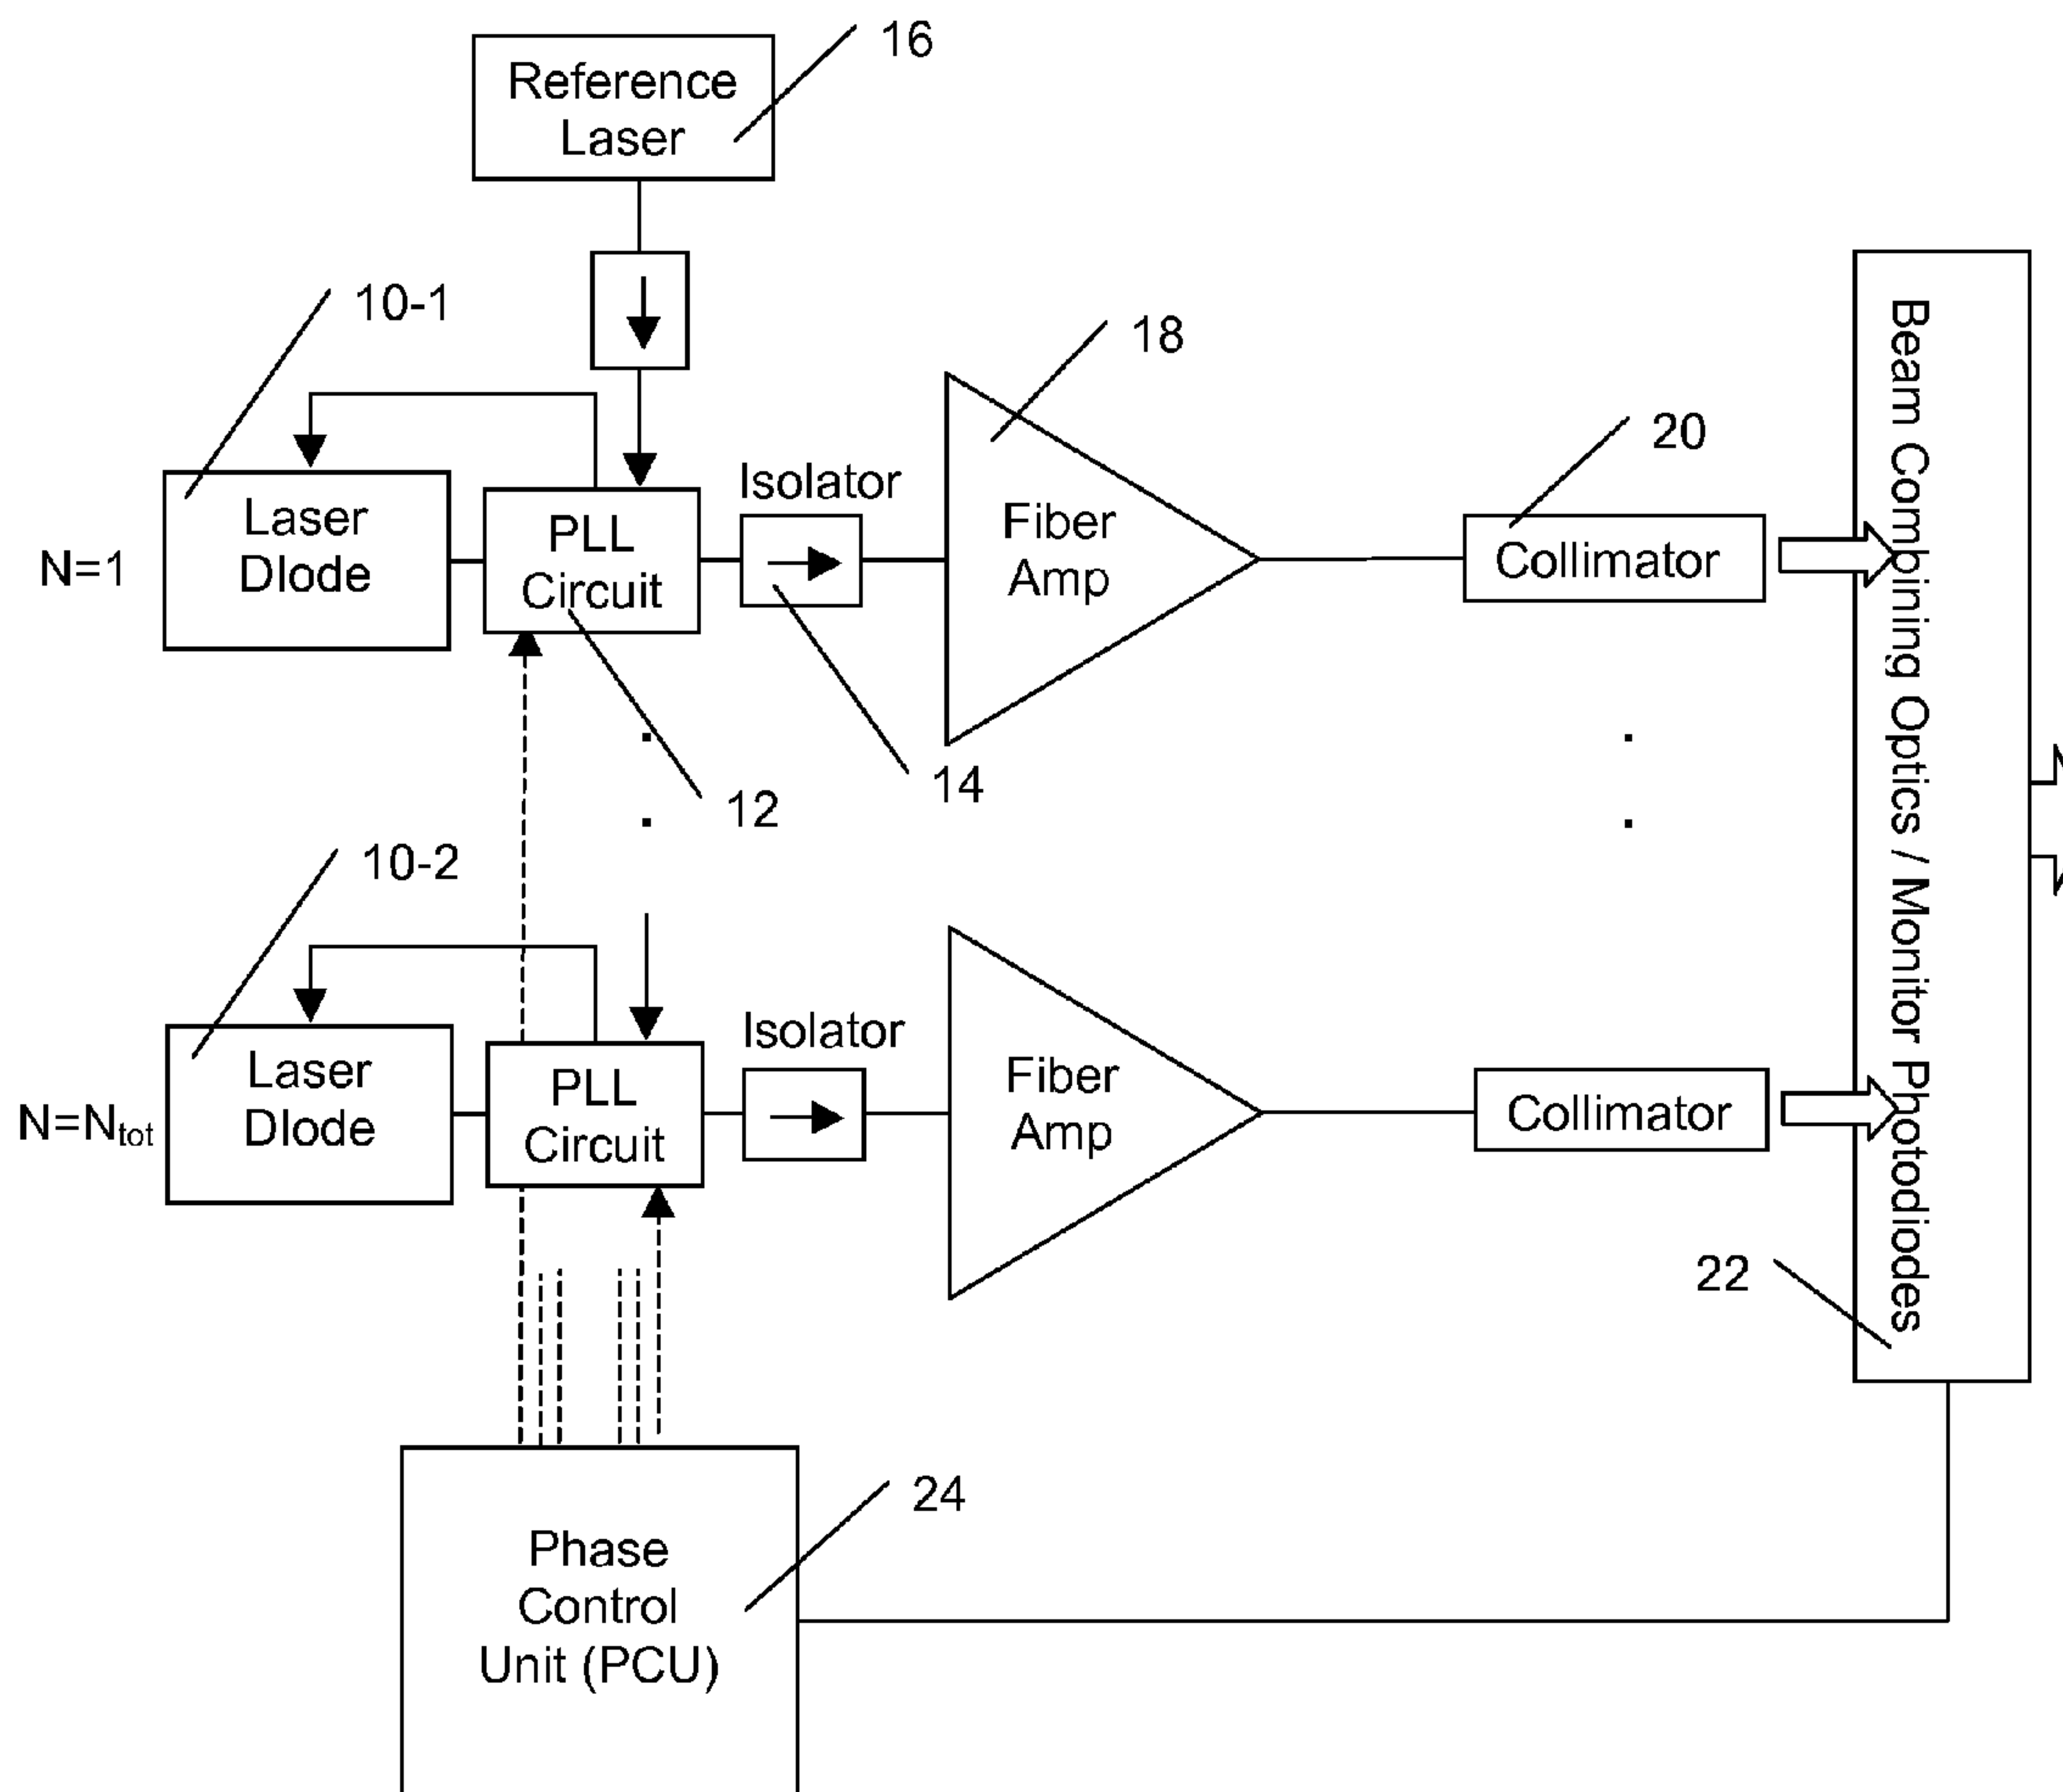 16
Reference
Laser
10-1
18
20
Isolator
Laser
DIode
PLL
Circuit
Fiber
Amp
Collimator
N=1
14
12
10-2
Isolator
Laser
DIode
PLL
Circuit
Fiber
Amp
Collimator
N=Ntot
Beam Combining Optics / Monitor Photodiodes
22
24
Phase
Control
Unit (PCU)